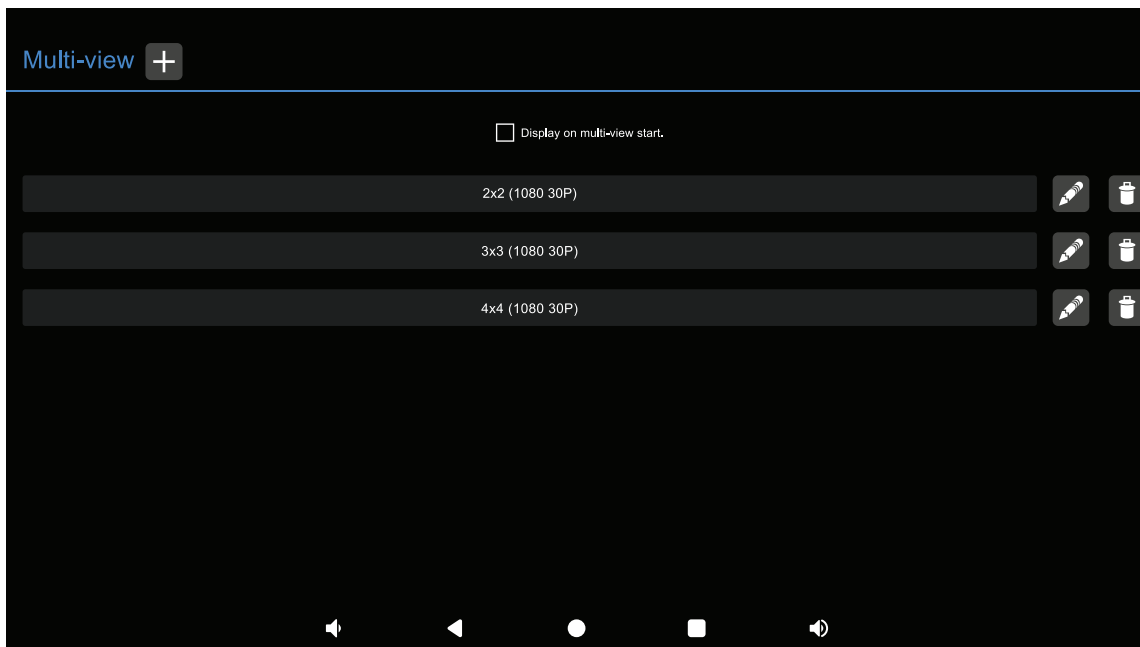 Multi-view
Display on multi-view start.
2x2 (1080 30P)
3x3 (1080 30P)
4x4 (1080 30P)